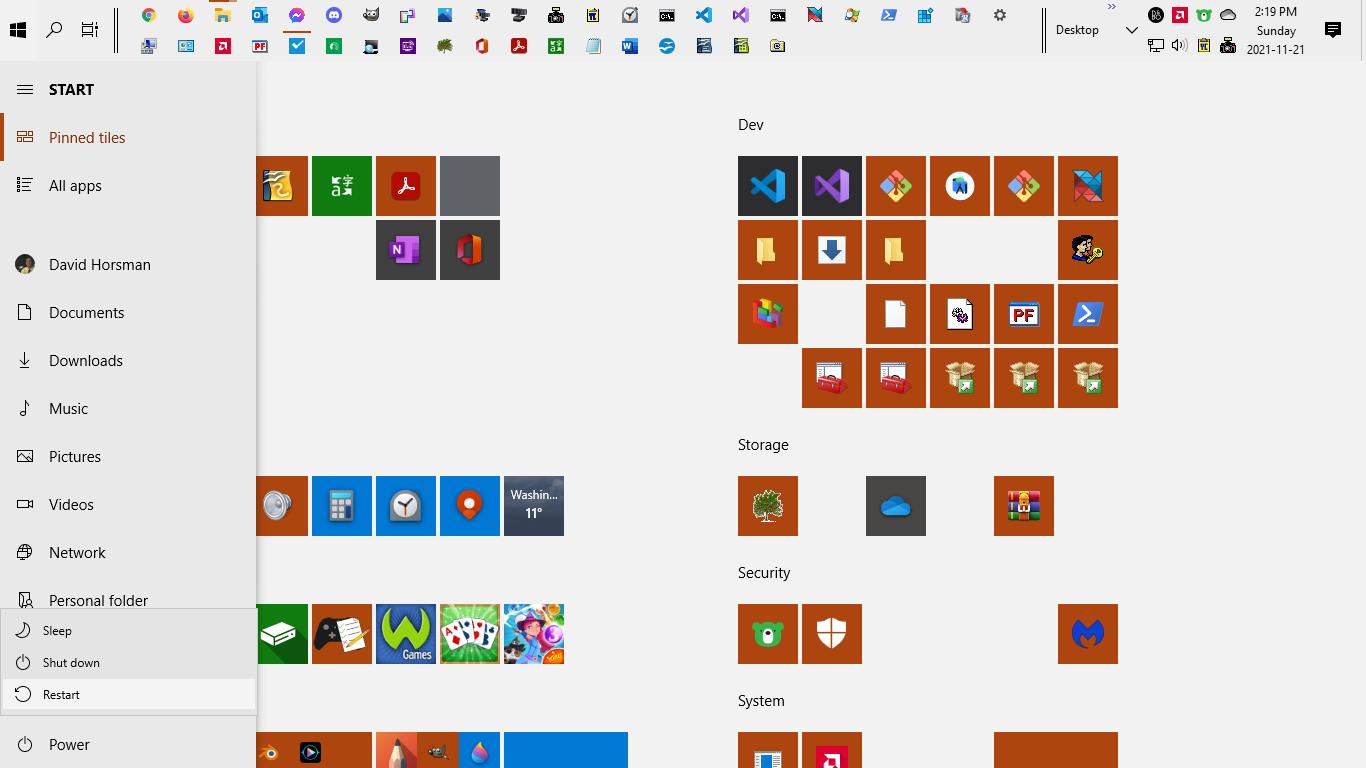 Desktop
2:19 PM
Sunday
2021-11-21
START
Pinned tiles
All apps
David Horsman
Documents
Downloads
Music
Pictures
Videos
Network
Personal folder
Sleep
Shut down
Restart
Power
Washin...
11°
Games
Dev
PF
Storage
Security
System